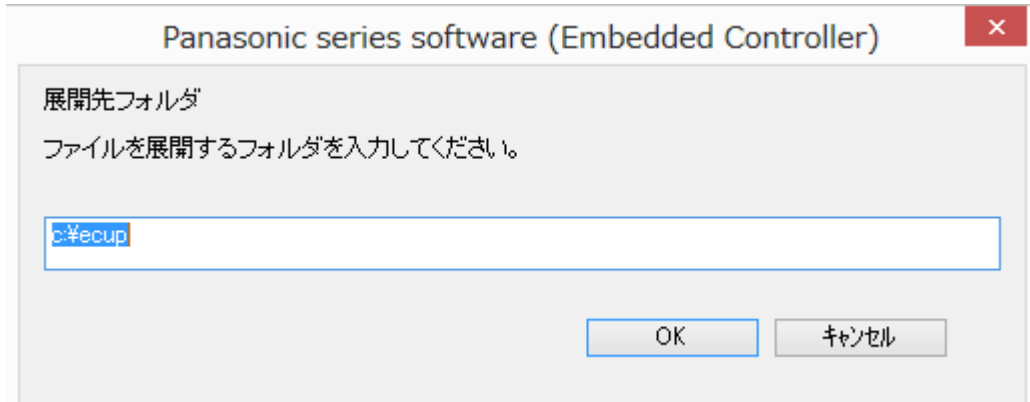 Panasonic series software (Embedded Controller)
展開先フォルダ
ファイルを展開するフォルダを入力してください。
c:¥ecup
OK
キャンセル